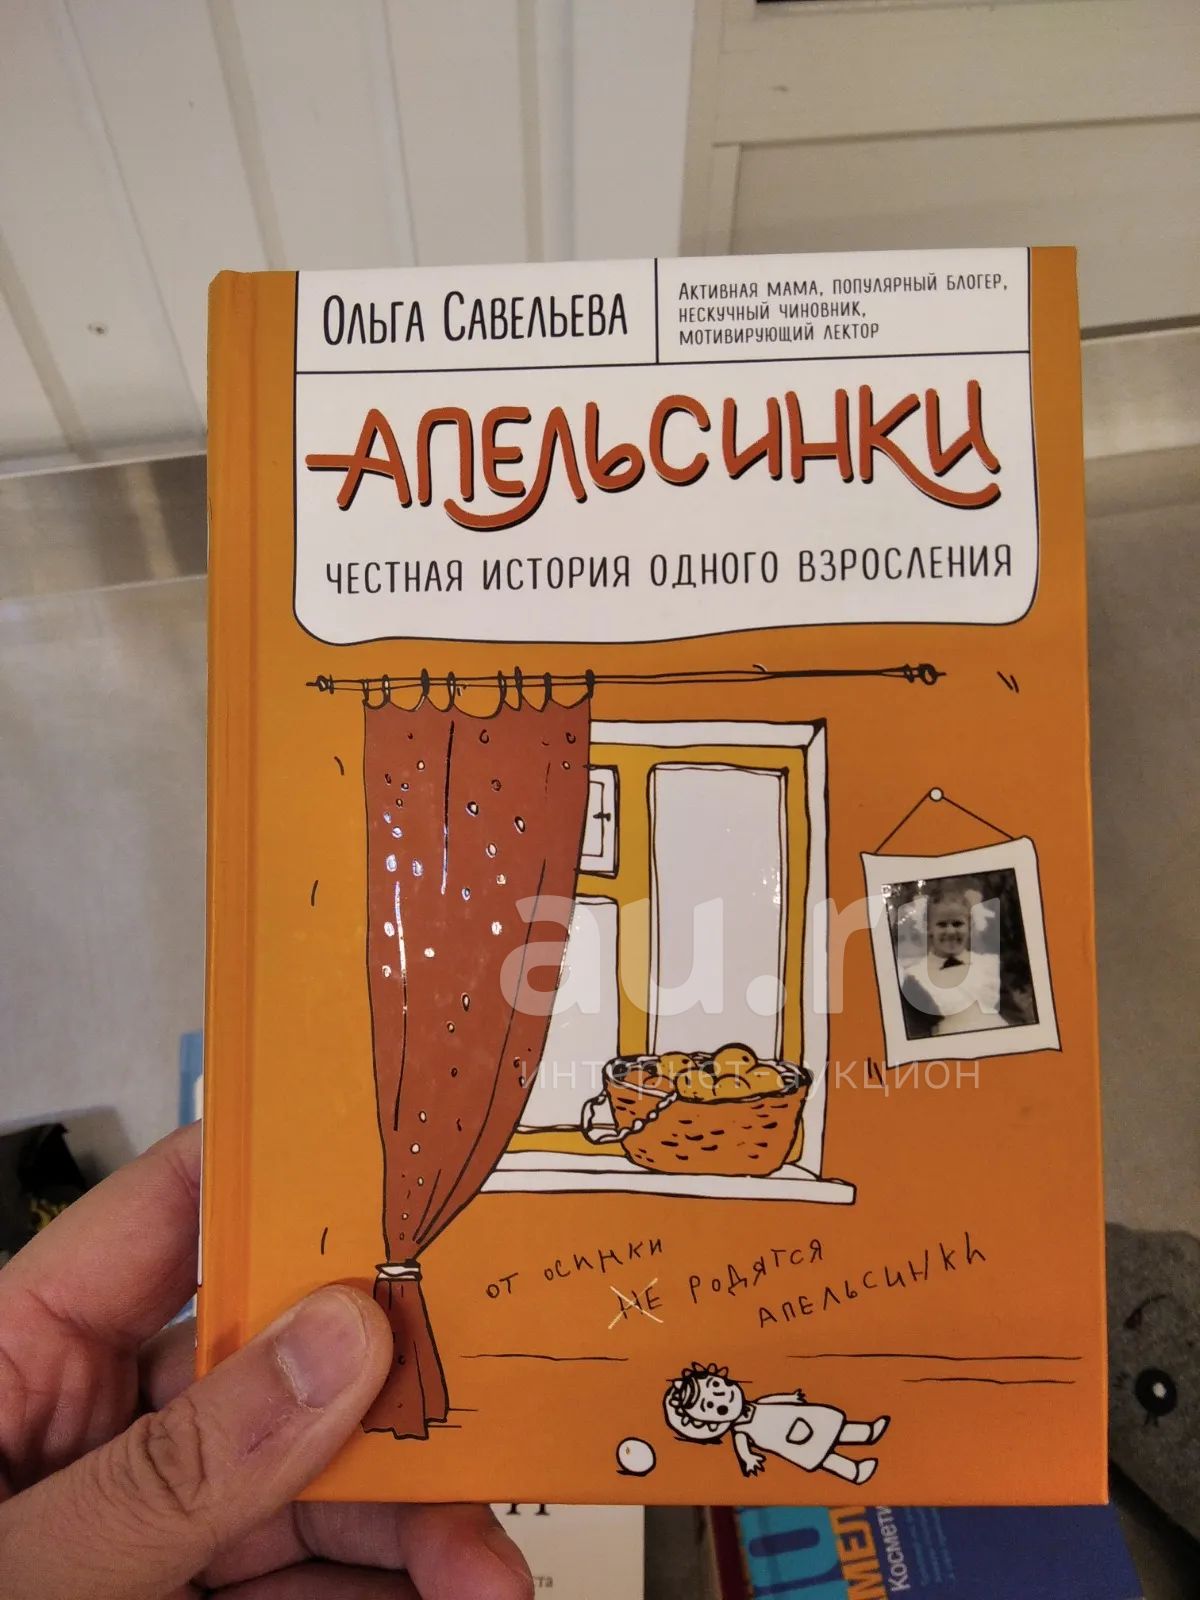 Ольга Савельева
Активная мама, популярный блогер,
нескучный чиновник,
мотивирующий лектор
Апельсинки
честная история одного взросления
au.ru
интернет-аукцион
от осинки
не родятся
апельсинки
Космети